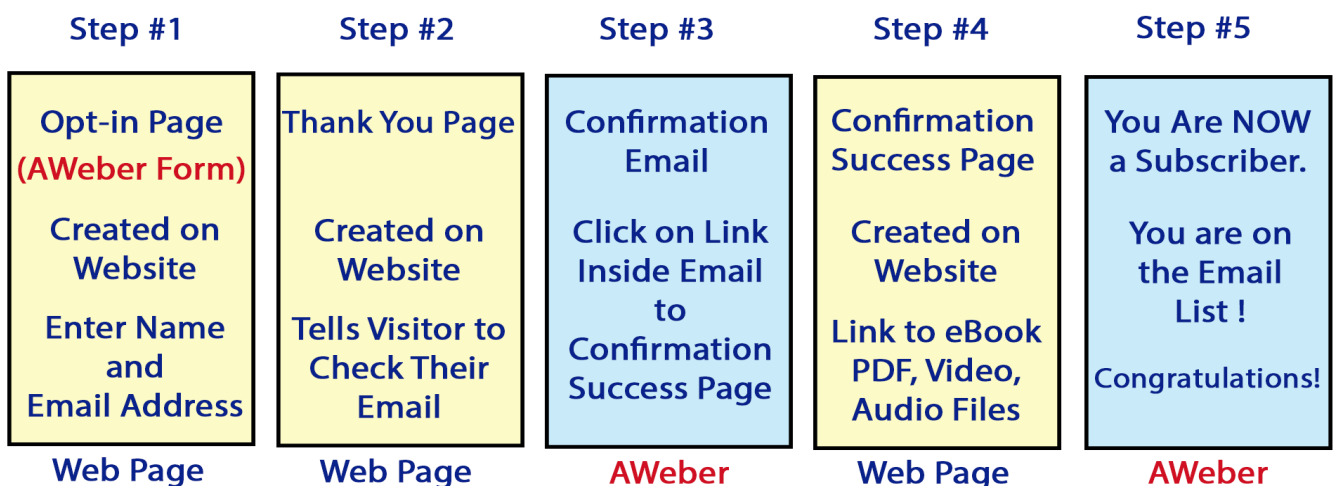 Step #1
Opt-in Page
(AWeber Form)
Created on
Website
Enter Name
and
Email Address
Web Page
Step #2
Thank You Page
Created on
Website
Tells Visitor to
Check Their
Email
Web Page
Step #3
Confirmation
Email
Click on Link
Inside Email
to
Confirmation
Success Page
AWeber
Step #4
Confirmation
Success Page
Created on
Website
Link to eBook
PDF, Video,
Audio Files
Web Page
Step #5
You Are NOW
a Subscriber.
You are on
the Email
List !
Congratulations!
AWeber